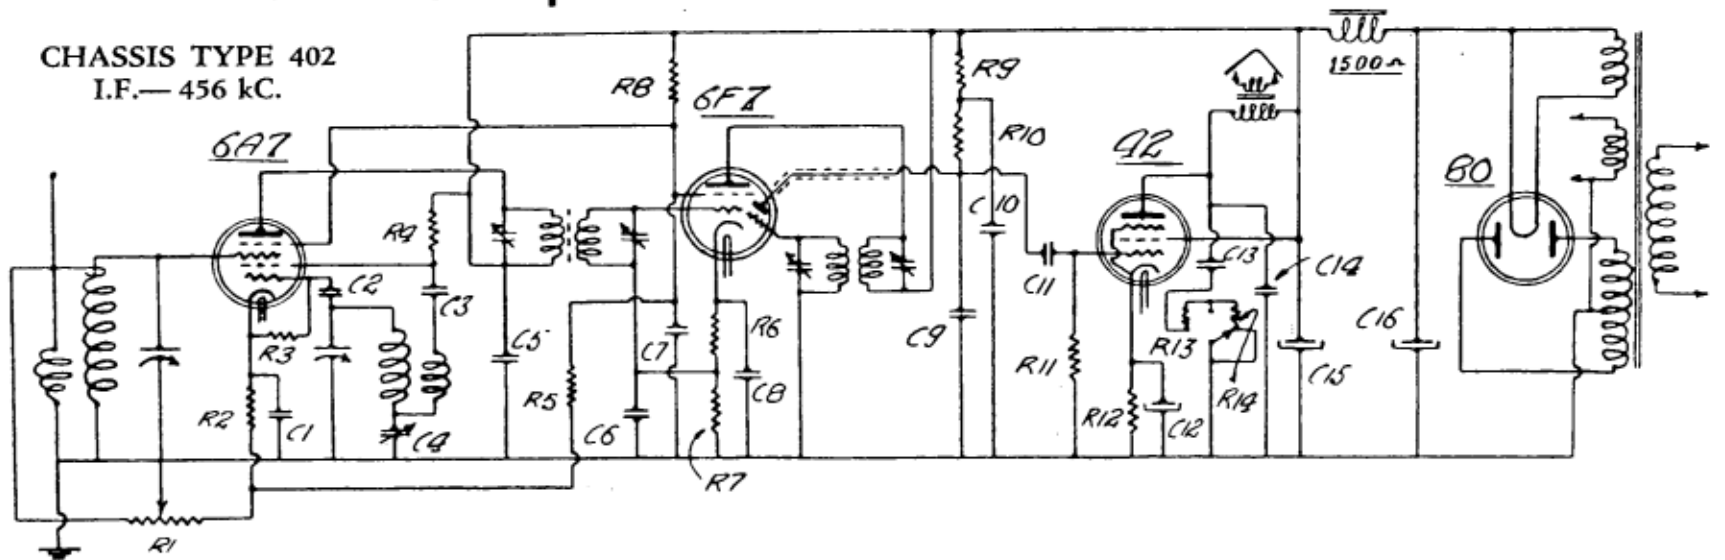 CHASSIS TYPE 402
I.F.— 456 kC.
6A7
R8
6F7
R9
R10
42
1500 Ω
80
R4
C2
C3
R3
R2
C1
C4
C5
R5
C6
C7
R6
C8
R7
C9
C10
C11
R11
R12
C12
C13
R13
R14
C14
C15
C16
R1